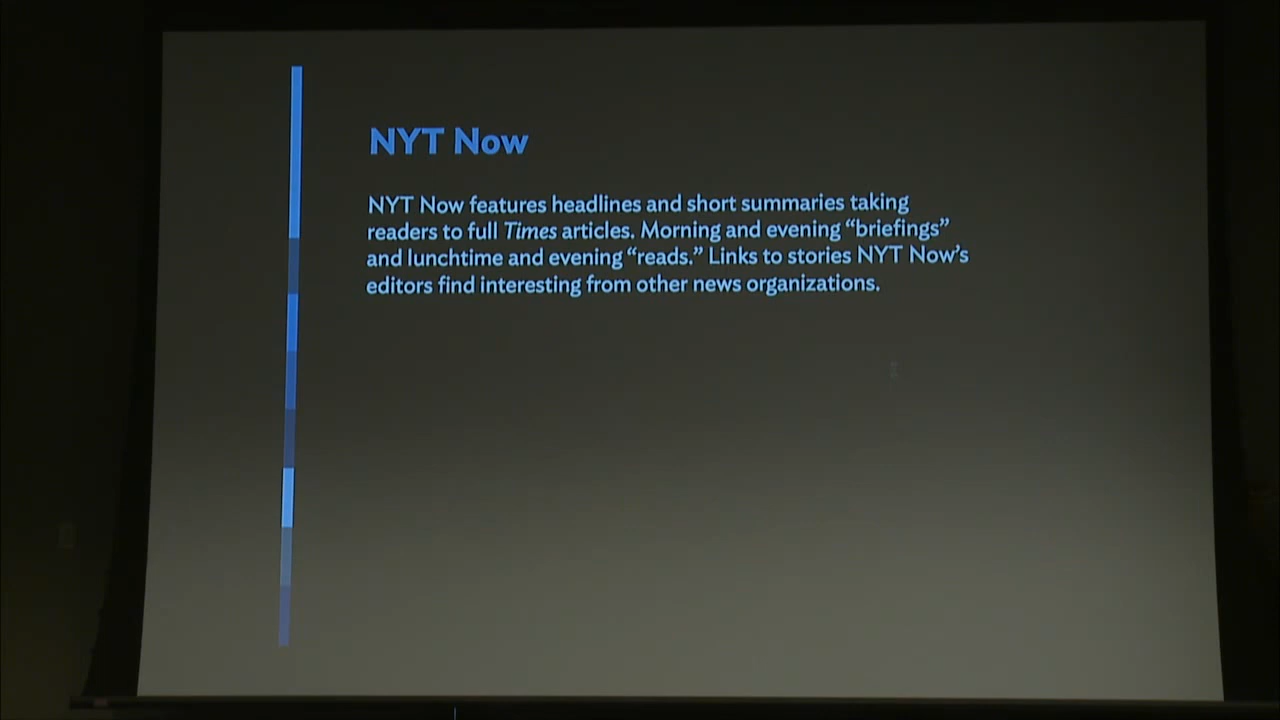 NYT Now
NYT Now features headlines and short summaries taking
readers to full Times articles. Morning and evening “briefings”
and lunchtime and evening “reads.” Links to stories NYT Now’s
editors find interesting from other news organizations.